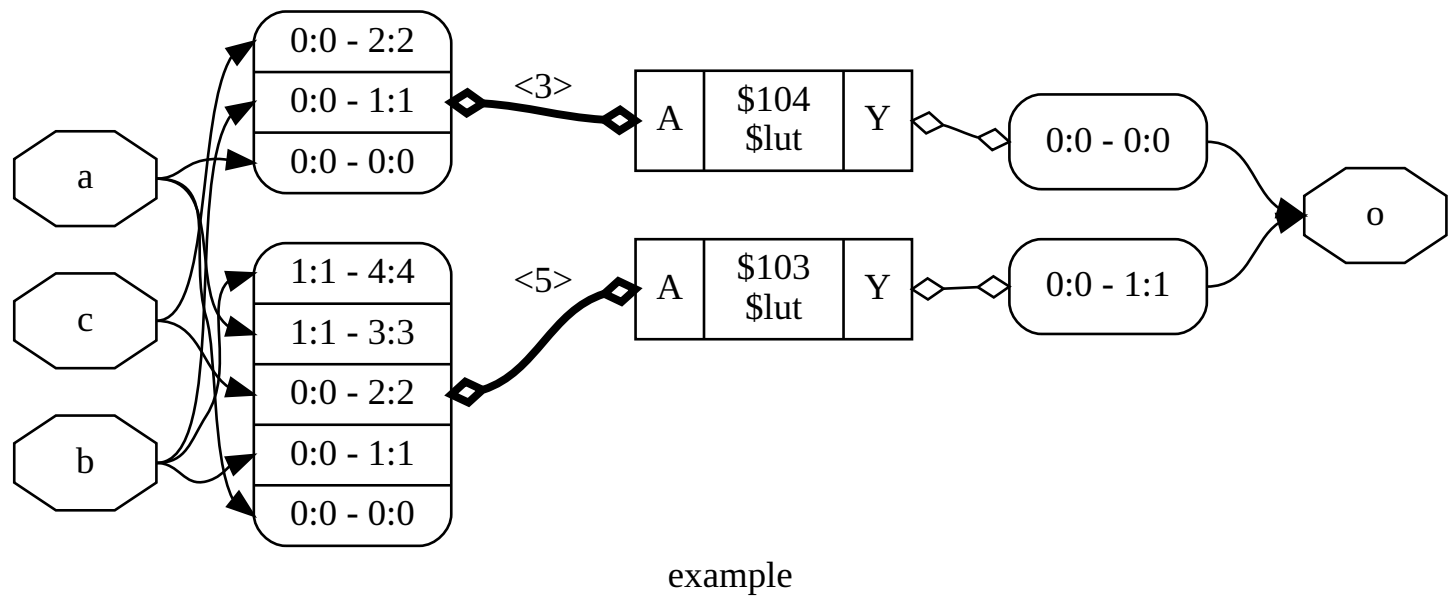 a
c
b
0:0 - 2:2
0:0 - 1:1
0:0 - 0:0
1:1 - 4:4
1:1 - 3:3
0:0 - 2:2
0:0 - 1:1
0:0 - 0:0
<3>
<5>
A
$104
$lut
Y
A
$103
$lut
Y
0:0 - 0:0
0:0 - 1:1
o
example